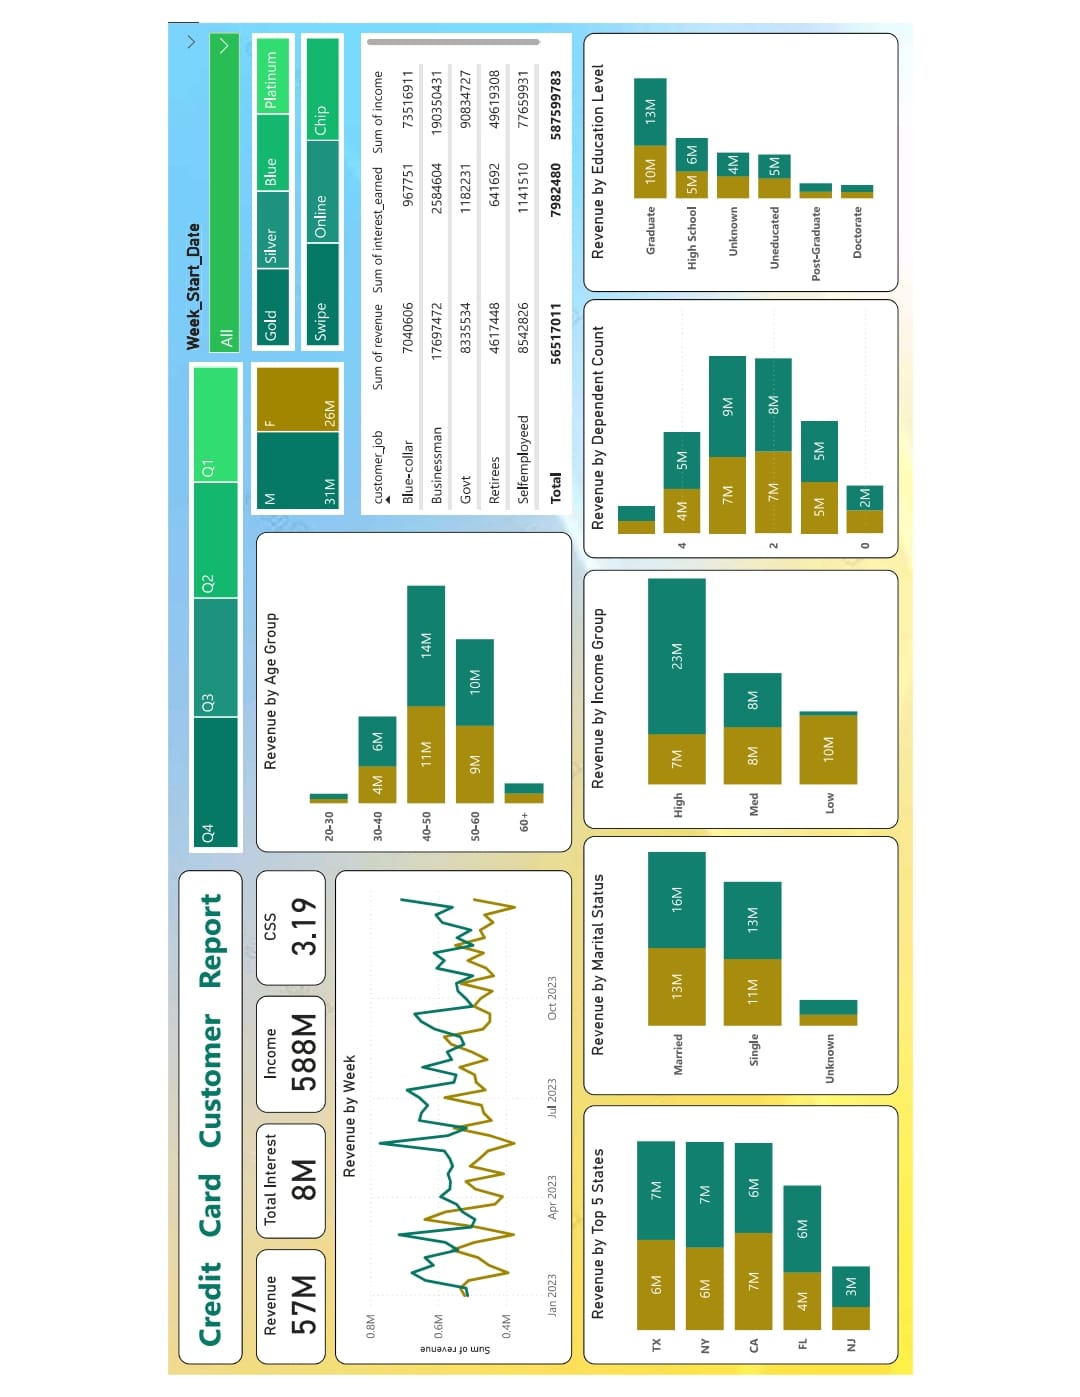 Credit Card Customer Report
Q4 Q3 Q2 Q1
Week_Start_Date
All
Revenue
57M
Total Interest
8M
Income
588M
CSS
3.19
Revenue by Week
0.8M
0.6M
0.4M
Sum of revenue
Jan 2023 Apr 2023 Jul 2023 Oct 2023
Revenue by Age Group
20-30
30-40 4M 6M
40-50 11M 14M
50-60 9M 10M
60+
M F
31M 26M
Gold Silver Blue Platinum
Swipe Online Chip
customer_job Sum of revenue Sum of interest_earned Sum of income
Blue-collar 7040606 967751 73516911
Businessman 17697472 2584604 190350431
Govt 8335534 1182231 90834727
Retirees 4617448 641692 49619308
Selfemployeed 8542826 1141510 77659931
Total 56517011 7982480 587599783
Revenue by Top 5 States
TX 6M 7M
NY 6M 7M
CA 7M 6M
FL 4M 6M
NJ 3M
Revenue by Marital Status
Married 13M 16M
Single 11M 13M
Unknown
Revenue by Income Group
High 7M 23M
Med 8M 8M
Low 10M
Revenue by Dependent Count
4 4M 5M
7M 9M
2 7M 8M
5M 5M
0 2M
Revenue by Education Level
Graduate 10M 13M
High School 5M 6M
Unknown 4M
Uneducated 5M
Post-Graduate
Doctorate